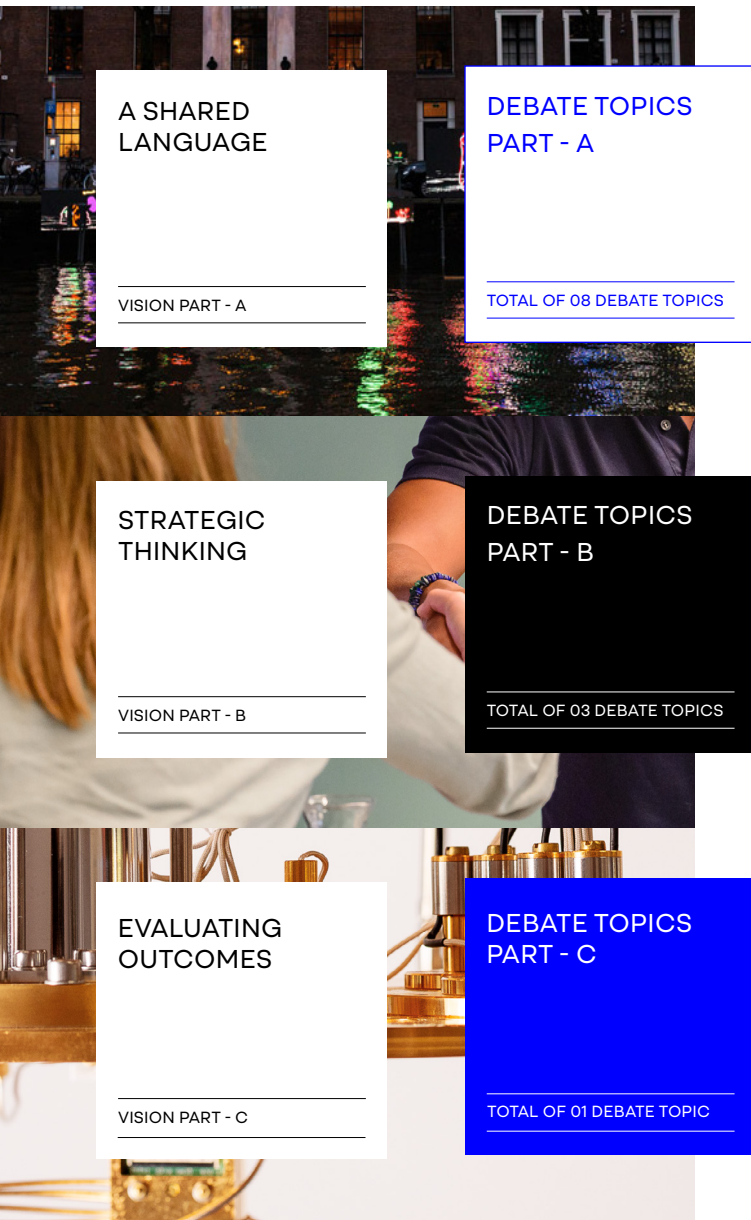 A SHARED
LANGUAGE
VISION PART - A
DEBATE TOPICS
PART - A
TOTAL OF 08 DEBATE TOPICS
STRATEGIC
THINKING
VISION PART - B
DEBATE TOPICS
PART - B
TOTAL OF 03 DEBATE TOPICS
EVALUATING
OUTCOMES
VISION PART - C
DEBATE TOPICS
PART - C
TOTAL OF 01 DEBATE TOPIC